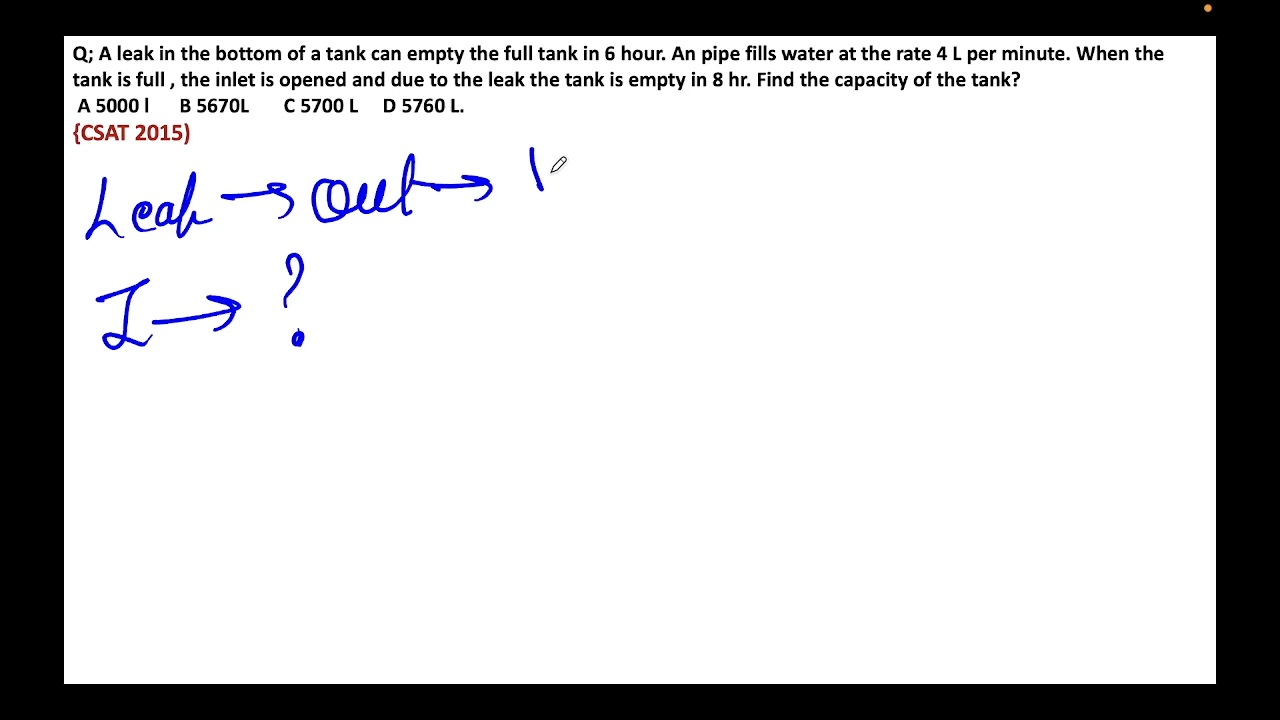 Q; A leak in the bottom of a tank can empty the full tank in 6 hour. An pipe fills water at the rate 4 L per minute. When the
tank is full , the inlet is opened and due to the leak the tank is empty in 8 hr. Find the capacity of the tank?
A 5000 l B 5670L C 5700 L D 5760 L.
{CSAT 2015)
Leak → Out → 1
I → ?